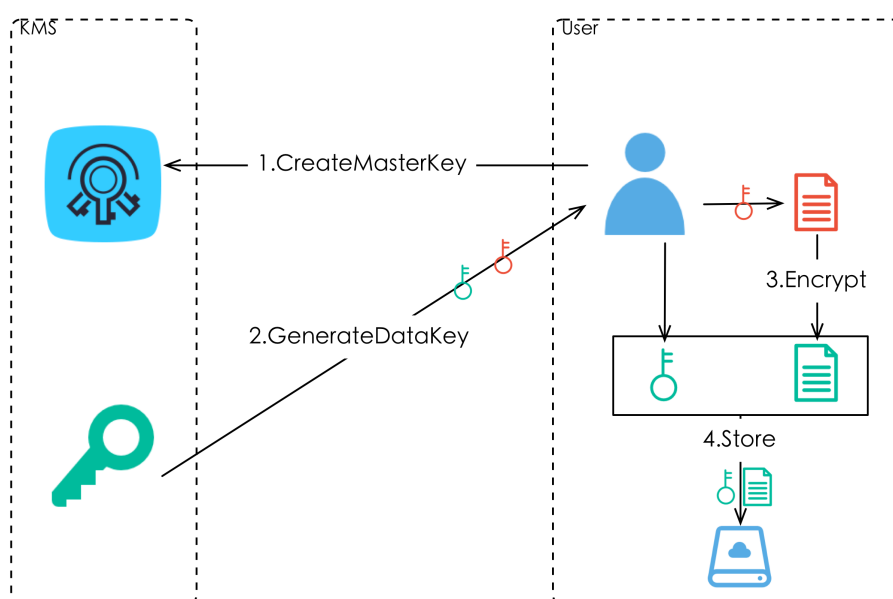 KMS
User
1.CreateMasterKey
3.Encrypt
2.GenerateDataKey
4.Store